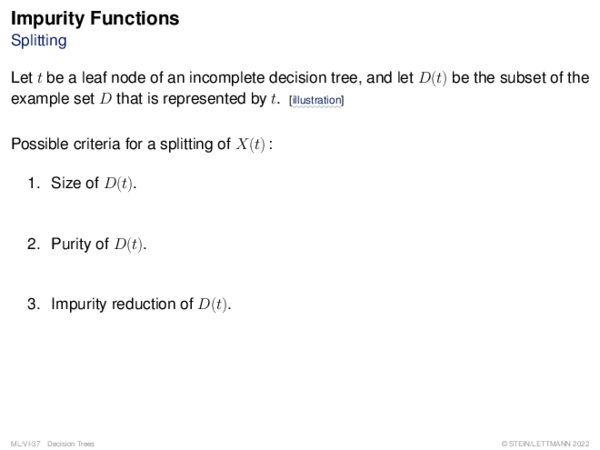 Impurity Functions
Splitting
Let t be a leaf node of an incomplete decision tree, and let D(t) be the subset of the
example set D that is represented by t. [illustration]
Possible criteria for a splitting of X(t) :
1. Size of D(t).
2. Purity of D(t).
3. Impurity reduction of D(t).
ML:VI-37 Decision Trees
© STEIN/LETTMANN 2022